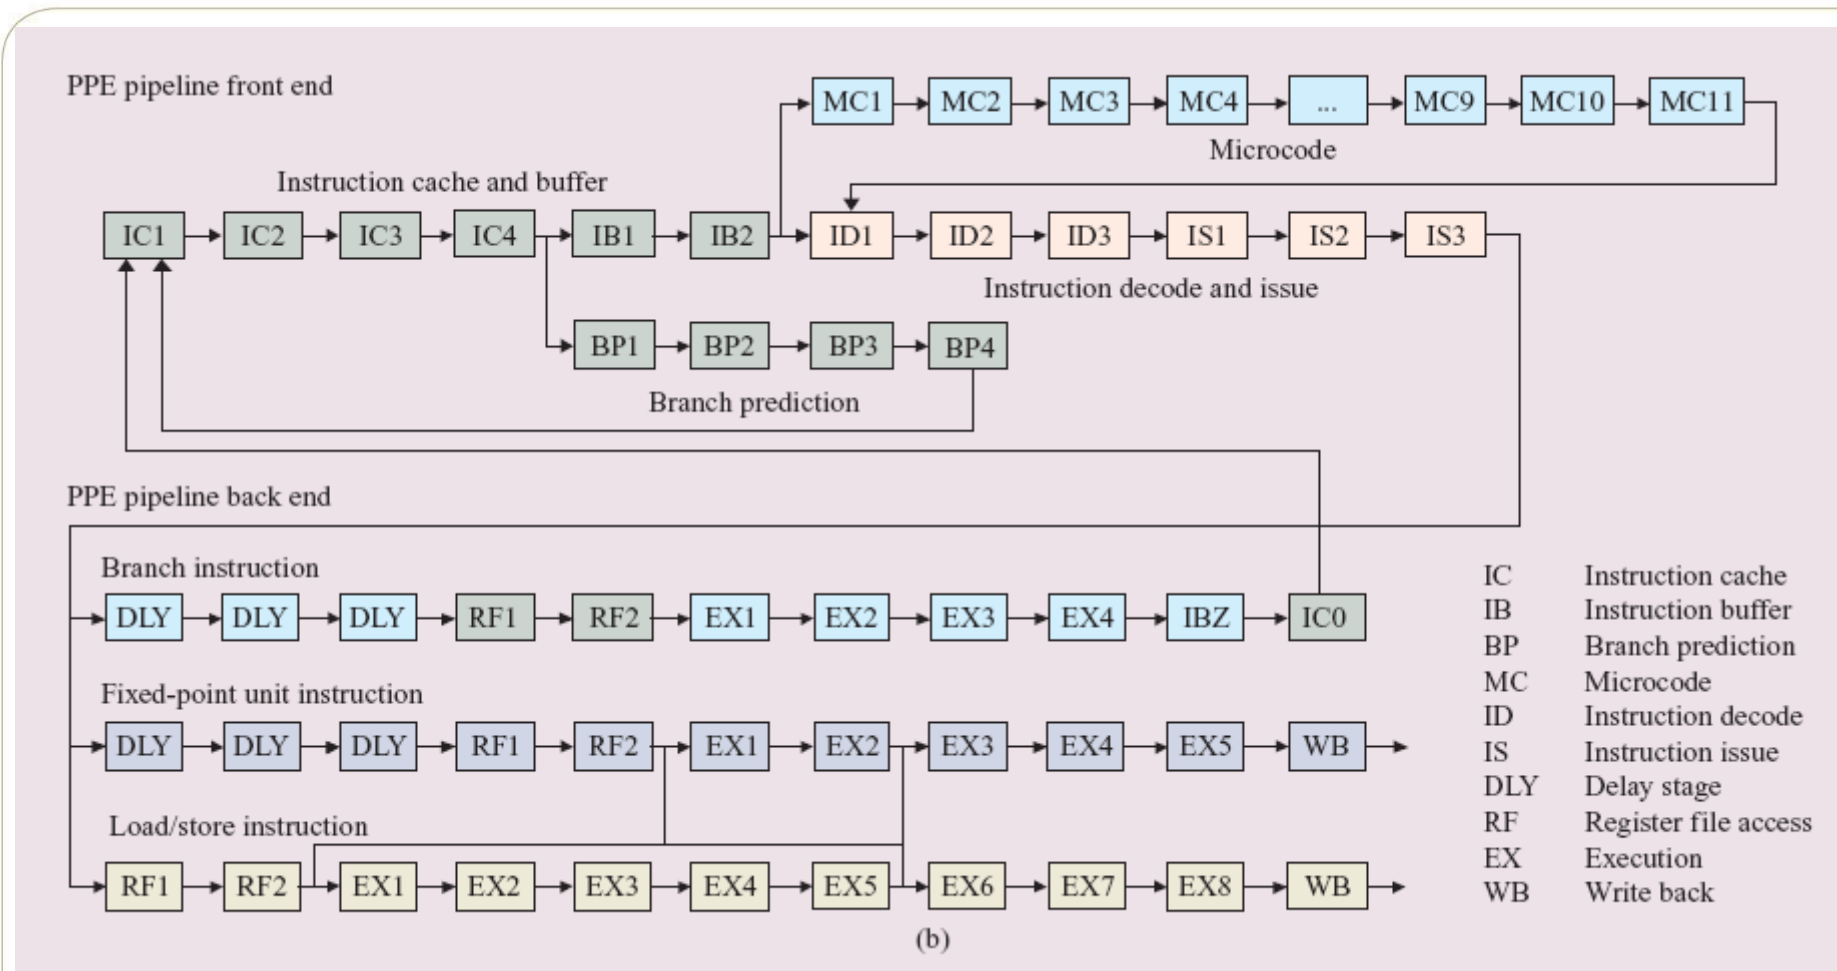 PPE pipeline front end
MC1 MC2 MC3 MC4 ... MC9 MC10 MC11
Microcode
Instruction cache and buffer
IC1 IC2 IC3 IC4 IB1 IB2 ID1 ID2 ID3 IS1 IS2 IS3
Instruction decode and issue
BP1 BP2 BP3 BP4
Branch prediction
PPE pipeline back end
Branch instruction
DLY DLY DLY RF1 RF2 EX1 EX2 EX3 EX4 IBZ IC0
Fixed-point unit instruction
DLY DLY DLY RF1 RF2 EX1 EX2 EX3 EX4 EX5 WB
Load/store instruction
RF1 RF2 EX1 EX2 EX3 EX4 EX5 EX6 EX7 EX8 WB
IC Instruction cache
IB Instruction buffer
BP Branch prediction
MC Microcode
ID Instruction decode
IS Instruction issue
DLY Delay stage
RF Register file access
EX Execution
WB Write back
(b)